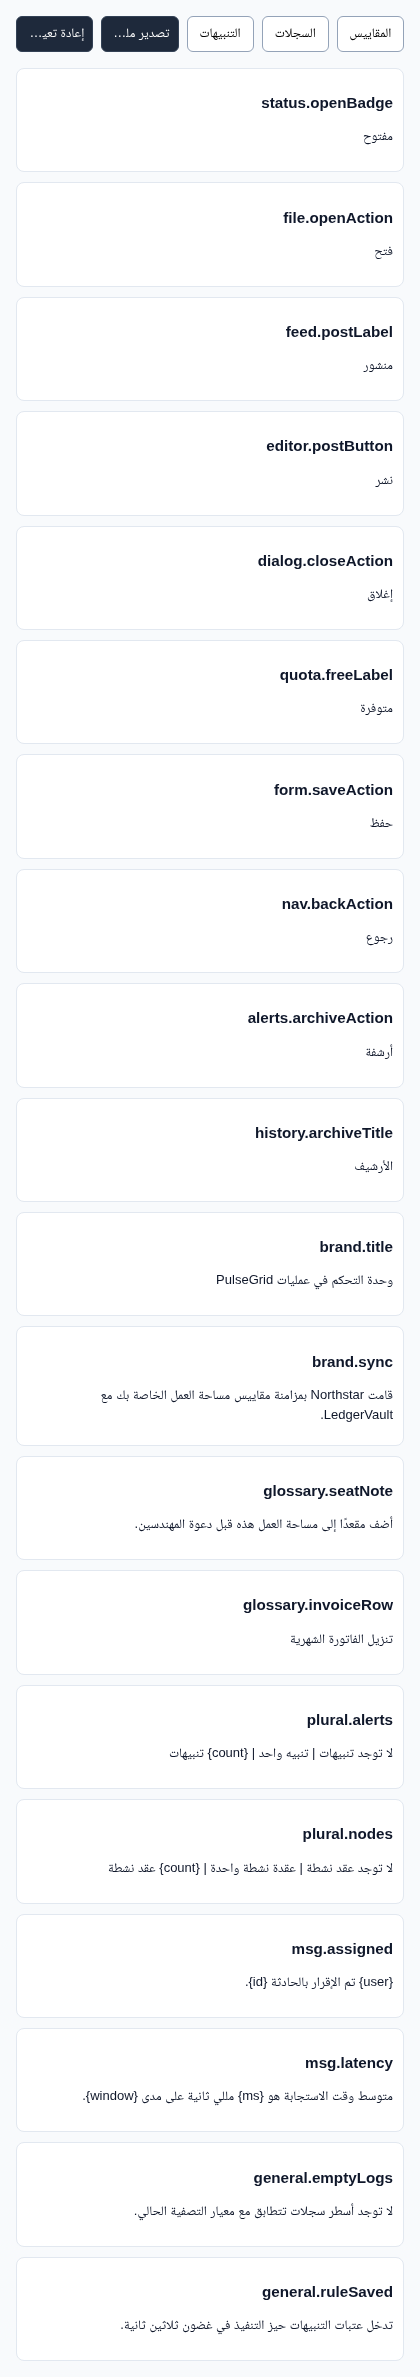 المقاييس
السجلات
التنبيهات
تصدير ملـ...
إعادة تعيـ...
status.openBadge
مفتوح
file.openAction
فتح
feed.postLabel
منشور
editor.postButton
نشر
dialog.closeAction
إغلاق
quota.freeLabel
متوفرة
form.saveAction
حفظ
nav.backAction
رجوع
alerts.archiveAction
أرشفة
history.archiveTitle
الأرشيف
brand.title
وحدة التحكم في عمليات PulseGrid
brand.sync
قامت Northstar بمزامنة مقاييس مساحة العمل الخاصة بك مع
LedgerVault.
glossary.seatNote
أضف مقعدًا إلى مساحة العمل هذه قبل دعوة المهندسين.
glossary.invoiceRow
تنزيل الفاتورة الشهرية
plural.alerts
لا توجد تنبيهات | تنبيه واحد | {count} تنبيهات
plural.nodes
لا توجد عقد نشطة | عقدة نشطة واحدة | {count} عقد نشطة
msg.assigned
{user} تم الإقرار بالحادثة {id}.
msg.latency
متوسط وقت الاستجابة هو {ms} مللي ثانية على مدى {window}.
general.emptyLogs
لا توجد أسطر سجلات تتطابق مع معيار التصفية الحالي.
general.ruleSaved
تدخل عتبات التنبيهات حيز التنفيذ في غضون ثلاثين ثانية.